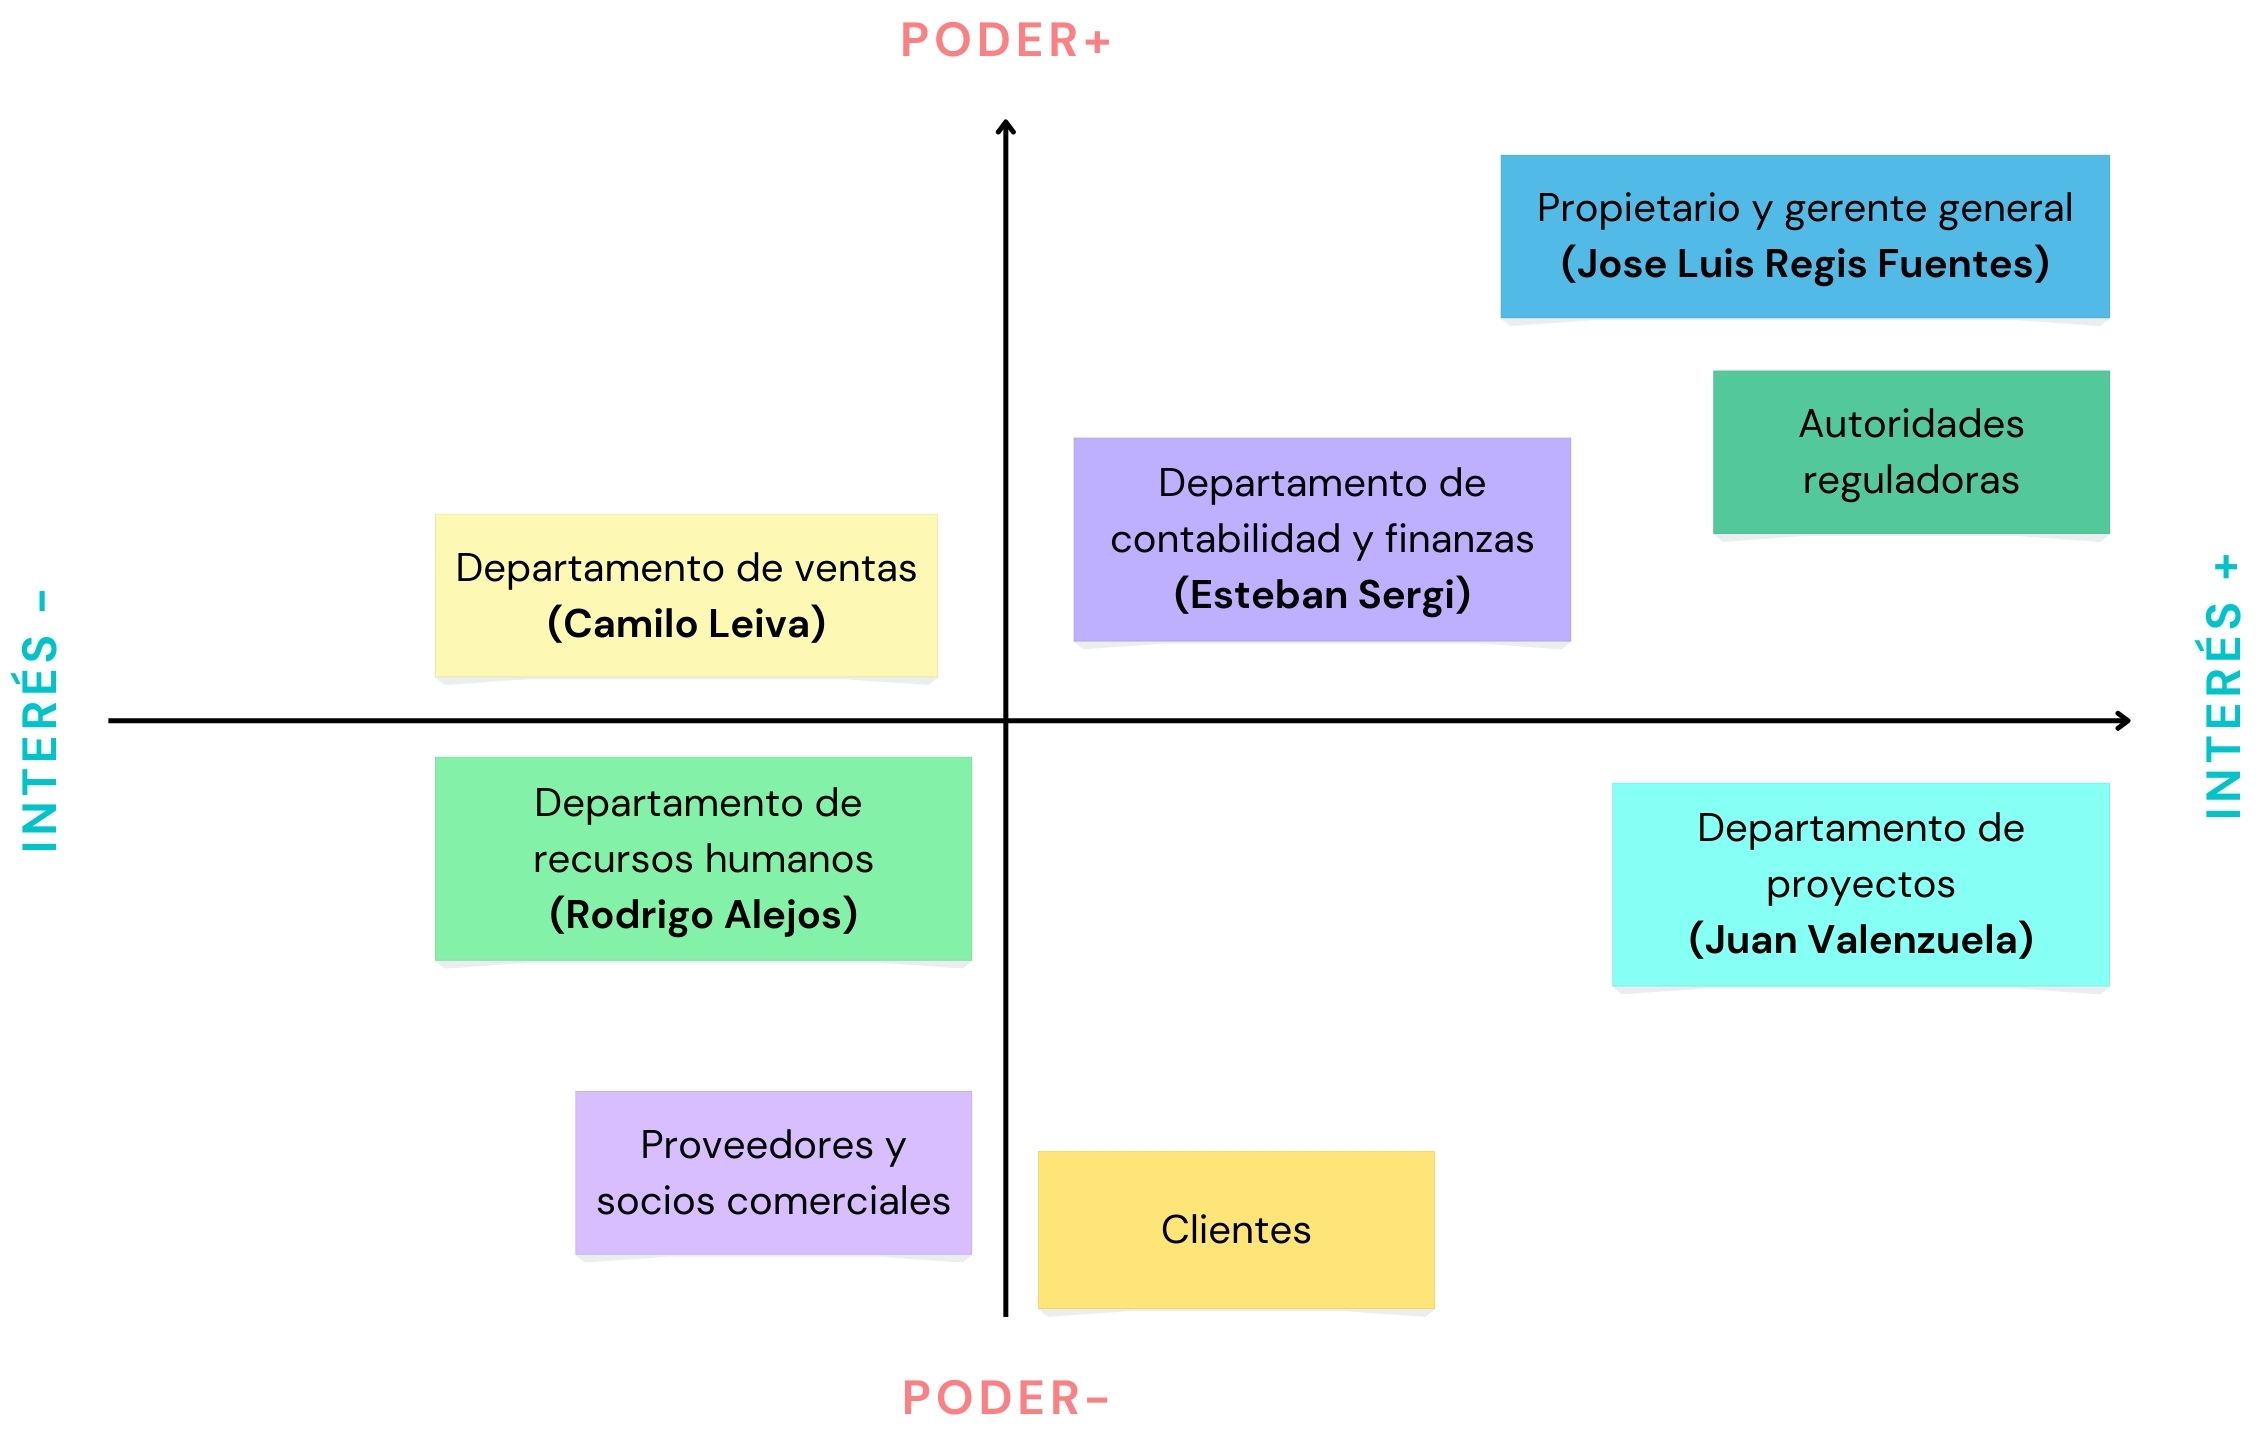 PODER+
Propietario y gerente general
(Jose Luis Regis Fuentes)
Autoridades
reguladoras
Departamento de
contabilidad y finanzas
(Esteban Sergi)
Departamento de ventas
(Camilo Leiva)
INTERÉS -
INTERÉS +
Departamento de
recursos humanos
(Rodrigo Alejos)
Departamento de
proyectos
(Juan Valenzuela)
Proveedores y
socios comerciales
Clientes
PODER-